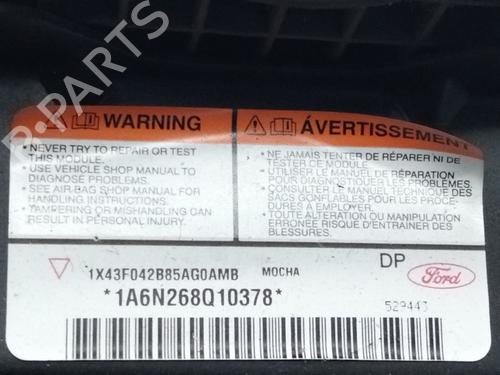 WARNING
• NEVER TRY TO REPAIR OR TEST
THIS MODULE.
• USE VEHICLE SHOP MANUAL TO
DIAGNOSE PROBLEMS.
• SEE AIR BAG SHOP MANUAL FOR
HANDLING INSTRUCTIONS.
• TAMPERING OR MISHANDLING CAN
RESULT IN PERSONAL INJURY.
ÁVERTISSEMENT
• NE JAMAIS TENTER DE RÉPARER NI DE
TESTER CE MODULE.
• UTILISER LE MANUEL DE RÉPARATION
POUR DIAGNOSTIQUER LES PROBLÈMES.
• CONSULTER LE MANUEL TECHNIQUE DES
SACS GONFLABLES POUR LES PROCÉ-
DURES À EMPLOYER.
• TOUTE ALTÉRATION OU MANIPULATION
ERRONÉE RISQUE D'ENTRAÎNER DES
BLESSURES.
1X43F042B85AG0AMB MOCHA
DP
Ford
*1A6N268Q10378*
529443
B-PARTS